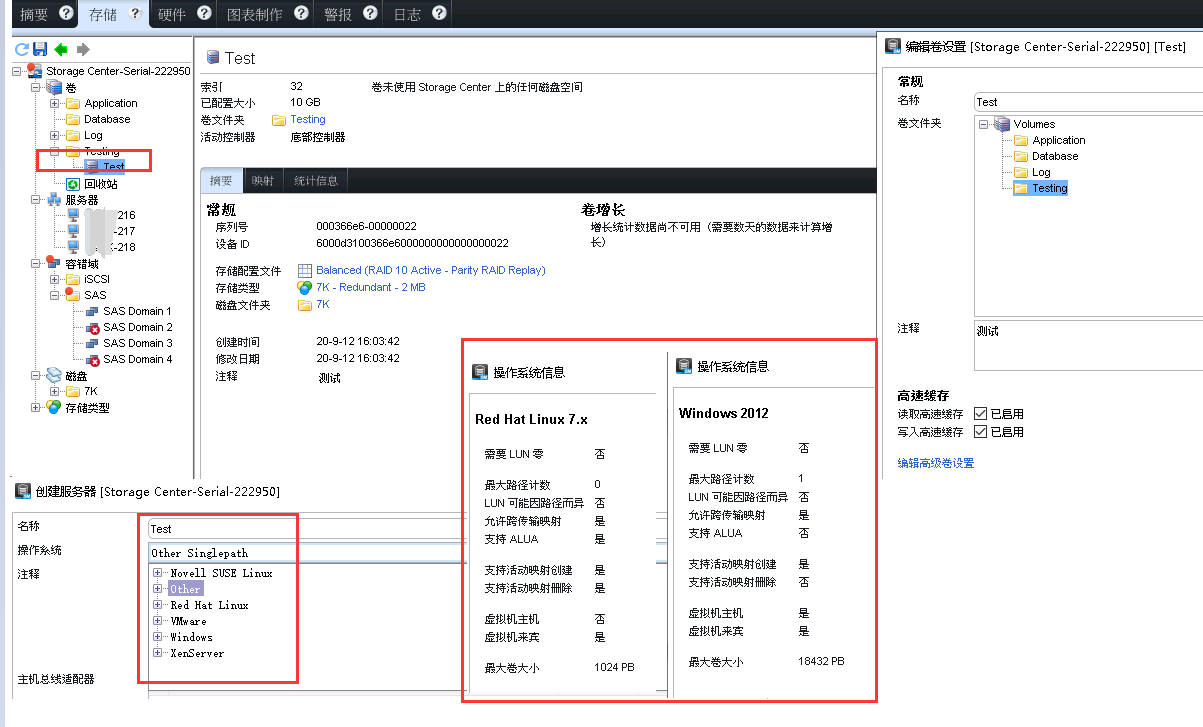 摘要 ? 存储 ? 硬件 ? 图表制作 ? 警报 ? 日志 ?
Storage Center-Serial-222950
卷
Application
Database
Log
Testing
Test
回收站
服务器
216
-217
-218
容错域
iSCSI
SAS
SAS Domain 1
SAS Domain 2
SAS Domain 3
SAS Domain 4
磁盘
7K
存储类型
Test
索引 32 卷未使用 Storage Center 上的任何磁盘空间
已配置大小 10 GB
卷文件夹 Testing
活动控制器 底部控制器
摘要 映射 统计信息
常规
序列号 000366e6-00000022
设备 ID 6000d3100366e6000000000000000022
存储配置文件 Balanced (RAID 10 Active - Parity RAID Replay)
存储类型 7K - Redundant - 2 MB
磁盘文件夹 7K
创建时间 20-9-12 16:03:42
修改日期 20-9-12 16:03:42
注释 测试
卷增长
增长统计数据尚不可用（需要数天的数据来计算增
长）
编辑卷设置 [Storage Center-Serial-222950] [Test]
常规
名称 Test
卷文件夹 Volumes
Application
Database
Log
Testing
注释 测试
高速缓存
读取高速缓存 已启用
写入高速缓存 已启用
编辑高级卷设置
创建服务器 [Storage Center-Serial-222950]
名称 Test
操作系统 Other Singlepath
注释
Novell SUSE Linux
Other
Red Hat Linux
VMware
Windows
XenServer
主机总线适配器
操作系统信息
Red Hat Linux 7.x
需要 LUN 零 否
最大路径计数 0
LUN 可能因路径而异 否
允许跨传输映射 是
支持 ALUA 是
支持活动映射创建 是
支持活动映射删除 是
虚拟机主机 否
虚拟机来宾 是
最大卷大小 1024 PB
操作系统信息
Windows 2012
需要 LUN 零 否
最大路径计数 1
LUN 可能因路径而异 否
允许跨传输映射 是
支持 ALUA 否
支持活动映射创建 是
支持活动映射删除 否
虚拟机主机 是
虚拟机来宾 是
最大卷大小 18432 PB